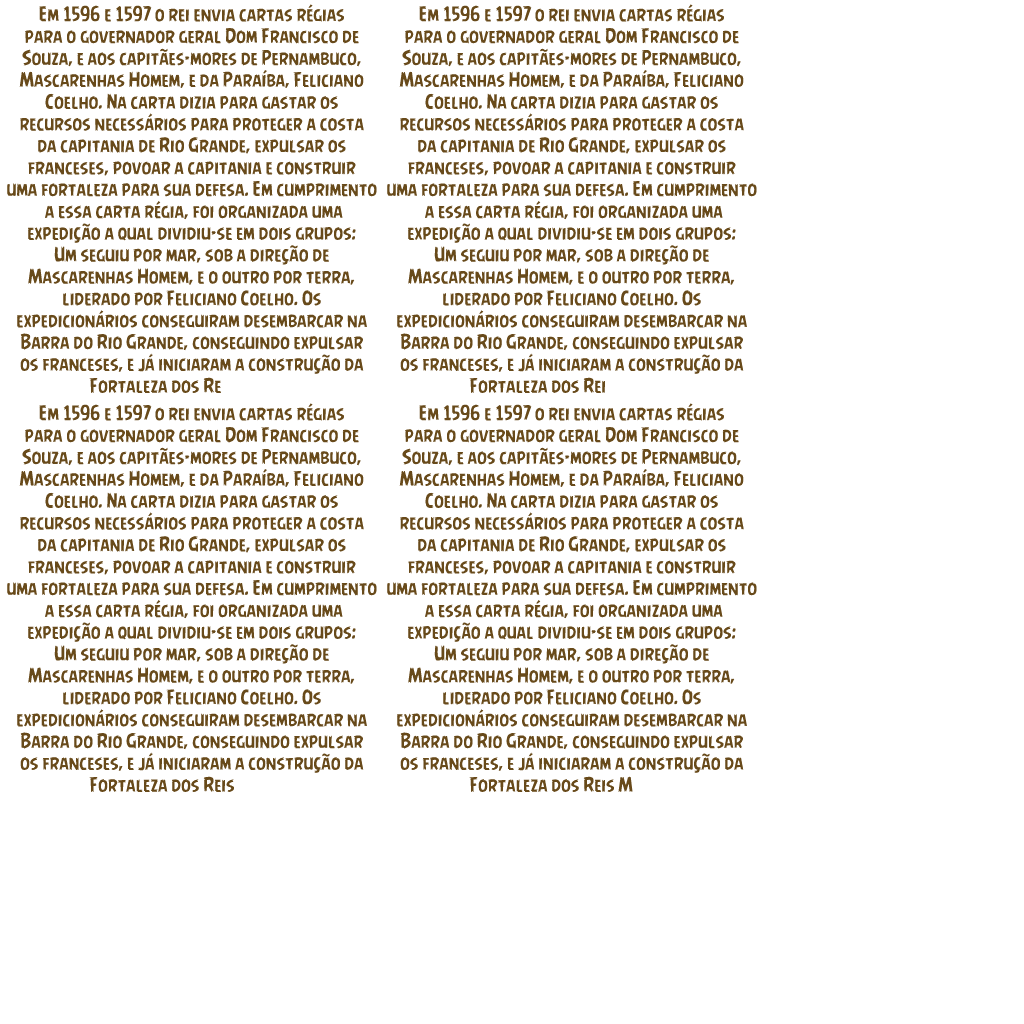 Em 1596 e 1597 o rei envia cartas régias
para o governador geral Dom Francisco de
Souza, e aos capitães-mores de Pernambuco,
Mascarenhas Homem, e da Paraíba, Feliciano
Coelho. Na carta dizia para gastar os
recursos necessários para proteger a costa
da capitania de Rio Grande, expulsar os
franceses, povoar a capitania e construir
uma fortaleza para sua defesa. Em cumprimento
a essa carta régia, foi organizada uma
expedição a qual dividiu-se em dois grupos:
Um seguiu por mar, sob a direção de
Mascarenhas Homem, e o outro por terra,
liderado por Feliciano Coelho. Os
expedicionários conseguiram desembarcar na
Barra do Rio Grande, conseguindo expulsar
os franceses, e já iniciaram a construção da
Fortaleza dos Re
Em 1596 e 1597 o rei envia cartas régias
para o governador geral Dom Francisco de
Souza, e aos capitães-mores de Pernambuco,
Mascarenhas Homem, e da Paraíba, Feliciano
Coelho. Na carta dizia para gastar os
recursos necessários para proteger a costa
da capitania de Rio Grande, expulsar os
franceses, povoar a capitania e construir
uma fortaleza para sua defesa. Em cumprimento
a essa carta régia, foi organizada uma
expedição a qual dividiu-se em dois grupos:
Um seguiu por mar, sob a direção de
Mascarenhas Homem, e o outro por terra,
liderado por Feliciano Coelho. Os
expedicionários conseguiram desembarcar na
Barra do Rio Grande, conseguindo expulsar
os franceses, e já iniciaram a construção da
Fortaleza dos Rei
Em 1596 e 1597 o rei envia cartas régias
para o governador geral Dom Francisco de
Souza, e aos capitães-mores de Pernambuco,
Mascarenhas Homem, e da Paraíba, Feliciano
Coelho. Na carta dizia para gastar os
recursos necessários para proteger a costa
da capitania de Rio Grande, expulsar os
franceses, povoar a capitania e construir
uma fortaleza para sua defesa. Em cumprimento
a essa carta régia, foi organizada uma
expedição a qual dividiu-se em dois grupos:
Um seguiu por mar, sob a direção de
Mascarenhas Homem, e o outro por terra,
liderado por Feliciano Coelho. Os
expedicionários conseguiram desembarcar na
Barra do Rio Grande, conseguindo expulsar
os franceses, e já iniciaram a construção da
Fortaleza dos Reis
Em 1596 e 1597 o rei envia cartas régias
para o governador geral Dom Francisco de
Souza, e aos capitães-mores de Pernambuco,
Mascarenhas Homem, e da Paraíba, Feliciano
Coelho. Na carta dizia para gastar os
recursos necessários para proteger a costa
da capitania de Rio Grande, expulsar os
franceses, povoar a capitania e construir
uma fortaleza para sua defesa. Em cumprimento
a essa carta régia, foi organizada uma
expedição a qual dividiu-se em dois grupos:
Um seguiu por mar, sob a direção de
Mascarenhas Homem, e o outro por terra,
liderado por Feliciano Coelho. Os
expedicionários conseguiram desembarcar na
Barra do Rio Grande, conseguindo expulsar
os franceses, e já iniciaram a construção da
Fortaleza dos Reis M